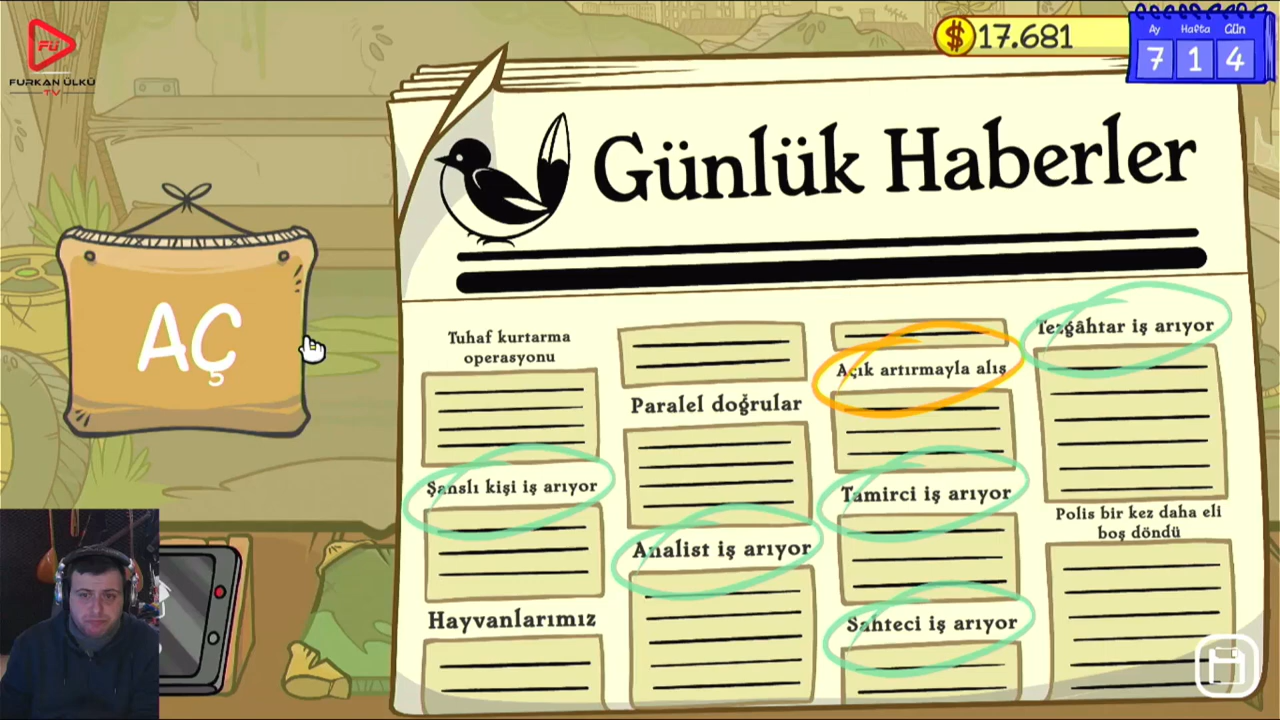 FU
FURKAN ÜLKÜ
TV
$ 17.681
Ay Hafta Gün
7 1 4
Günlük Haberler
AÇ
Tuhaf kurtarma
operasyonu
Şanslı kişi iş arıyor
Hayvanlarımız
Paralel doğrular
Analist iş arıyor
Açık artırmayla alış
Tamirci iş arıyor
Sahteci iş arıyor
Tezgâhtar iş arıyor
Polis bir kez daha eli
boş döndü